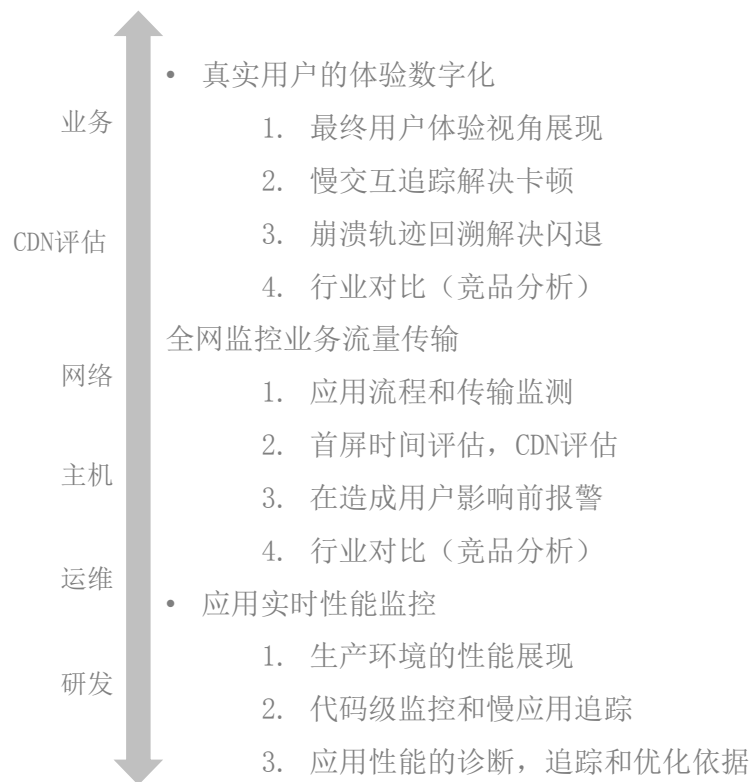 • 真实用户的体验数字化
业务
1. 最终用户体验视角展现
2. 慢交互追踪解决卡顿
CDN评估
3. 崩溃轨迹回溯解决闪退
4. 行业对比（竞品分析）
全网监控业务流量传输
网络
1. 应用流程和传输监测
2. 首屏时间评估，CDN评估
主机
3. 在造成用户影响前报警
4. 行业对比（竞品分析）
运维
• 应用实时性能监控
1. 生产环境的性能展现
研发
2. 代码级监控和慢应用追踪
3. 应用性能的诊断，追踪和优化依据